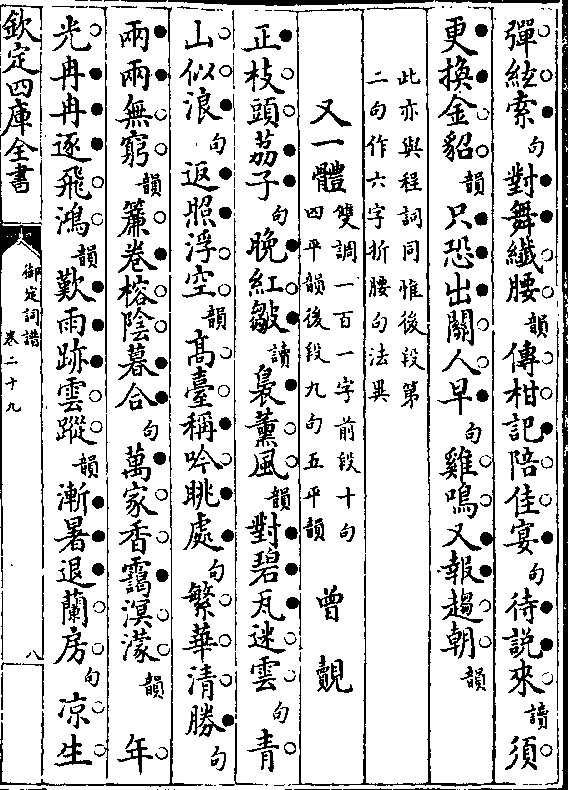 彈絃索句對舞纖腰韻傳柑記陪佳宴句待説來讀須
更換金貂韻只恐出關人早句雞鳴又報趨朝韻
此亦與程詞同惟後段第
二句作六字折腰句法異
又一體雙調一百一字前段十句
四平韻後段九句五平韻曾覿
正枝頭荔子句晚紅皺讀裊薰風韻對碧瓦迷雲句青
山似浪句返照浮空韻髙臺稱吟眺處句繁華清勝句
兩兩無窮韻簾卷榕陰暮合句萬家香靄溟濛韻年
光冉冉逐飛鴻韻歎雨跡雲蹤韻漸暑退蘭房句凉生
欽定四庫全書
御定詞譜
卷二十九
八